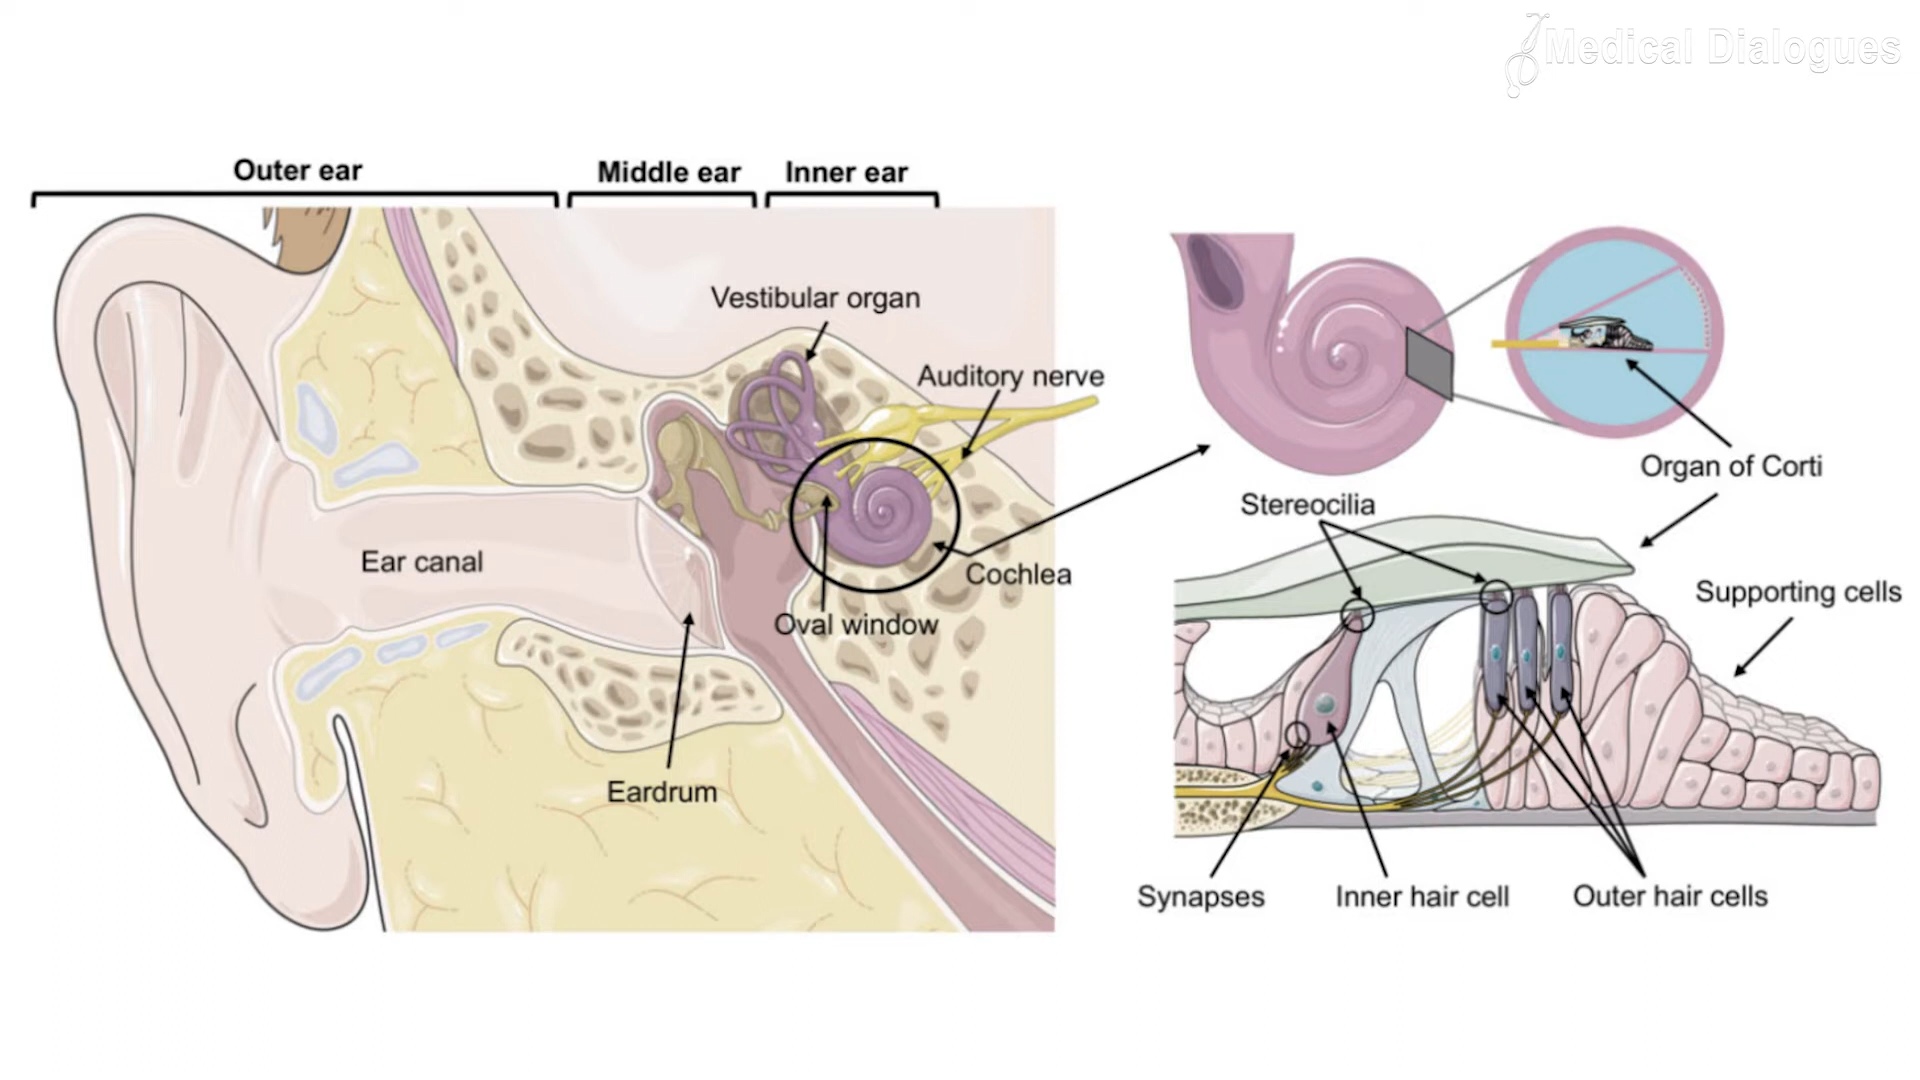 Medical Dialogues
Outer ear
Middle ear
Inner ear
Vestibular organ
Auditory nerve
Ear canal
Cochlea
Oval window
Eardrum
Organ of Corti
Stereocilia
Supporting cells
Synapses
Inner hair cell
Outer hair cells